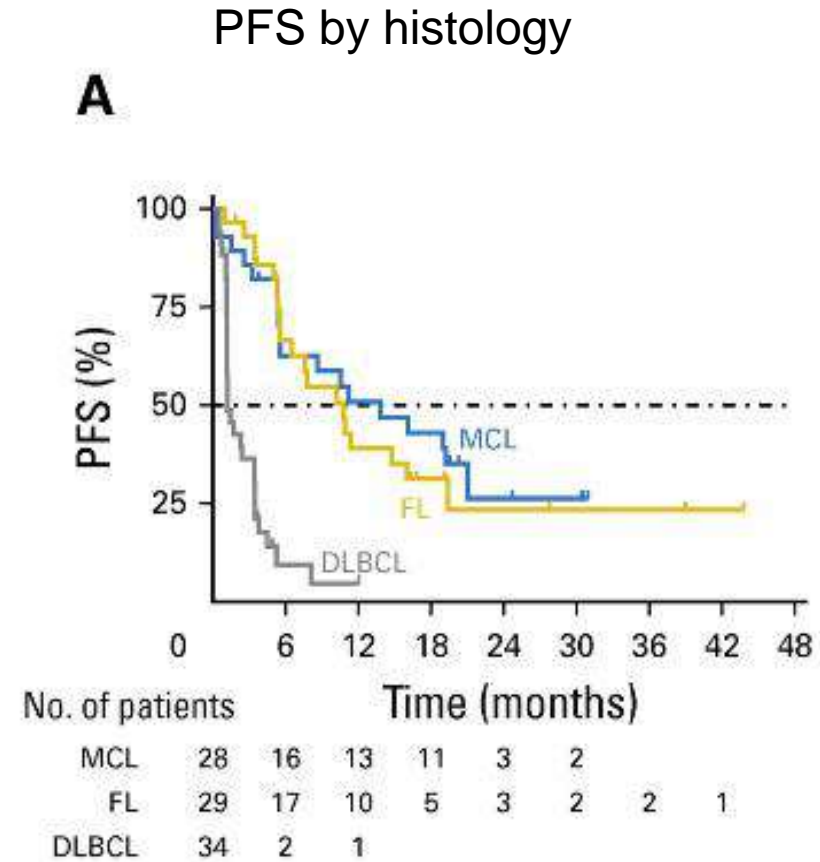 PFS by histology
A
100
75
50
25
PFS (%)
MCL
FL
DLBCL
0 6 12 18 24 30 36 42 48
Time (months)
No. of patients
MCL 28 16 13 11 3 2
FL 29 17 10 5 3 2 2 1
DLBCL 34 2 1